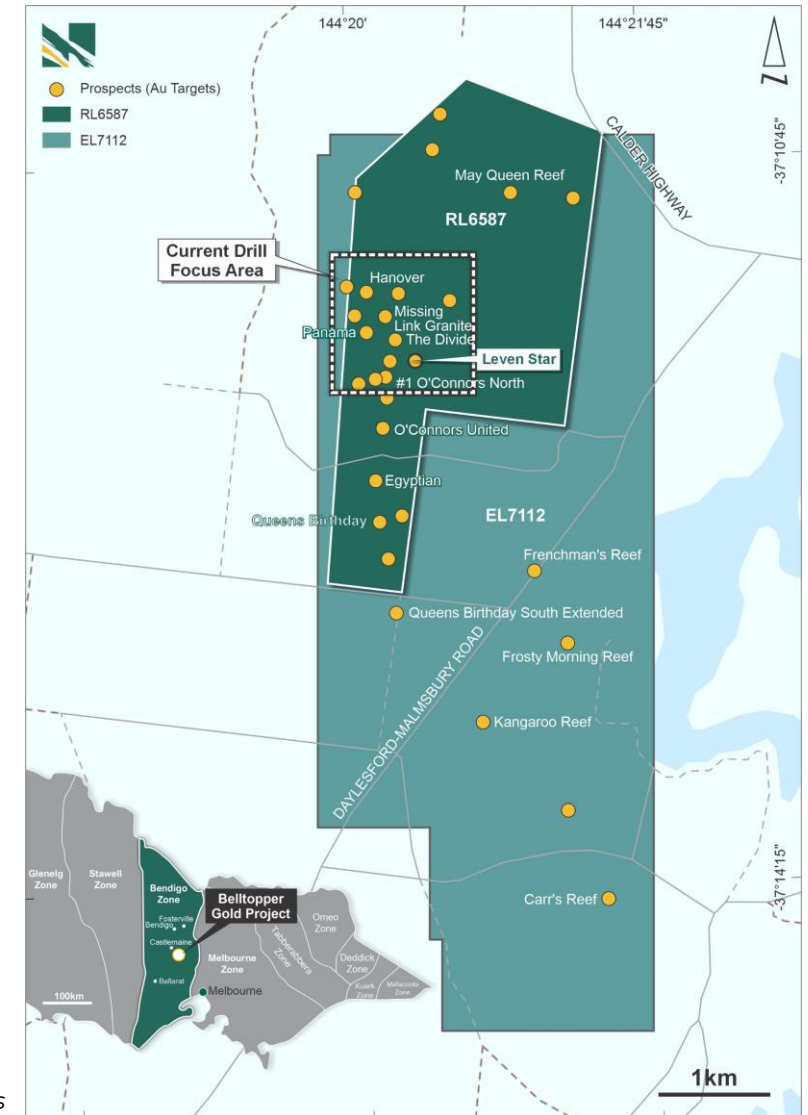 144°20'
144°21'45"
Prospects (Au Targets)
RL6587
EL7112
Z
-37°10'45"
CALDER HIGHWAY
May Queen Reef
RL6587
Current Drill
Focus Area
Hanover
Missing
Link Granite
Panama
The Divide
Leven Star
#1 O'Connors North
O'Connors United
Egyptian
Queens Birthday
EL7112
Frenchman's Reef
Queens Birthday South Extended
Frosty Morning Reef
DAYLESFORD-MALMSBURY ROAD
Kangaroo Reef
-37°14'15"
Carr's Reef
Glenelg
Zone
Stawell
Zone
Bendigo
Zone
Belltopper
Gold Project
Fosterville
Bendigo
Castlemaine
Ballarat
Melbourne
Zone
Melbourne
Tabberabbera
Zone
Omeo
Zone
Deddick
Zone
Kuark
Zone
Mallacoota
Zone
100km
1km
s